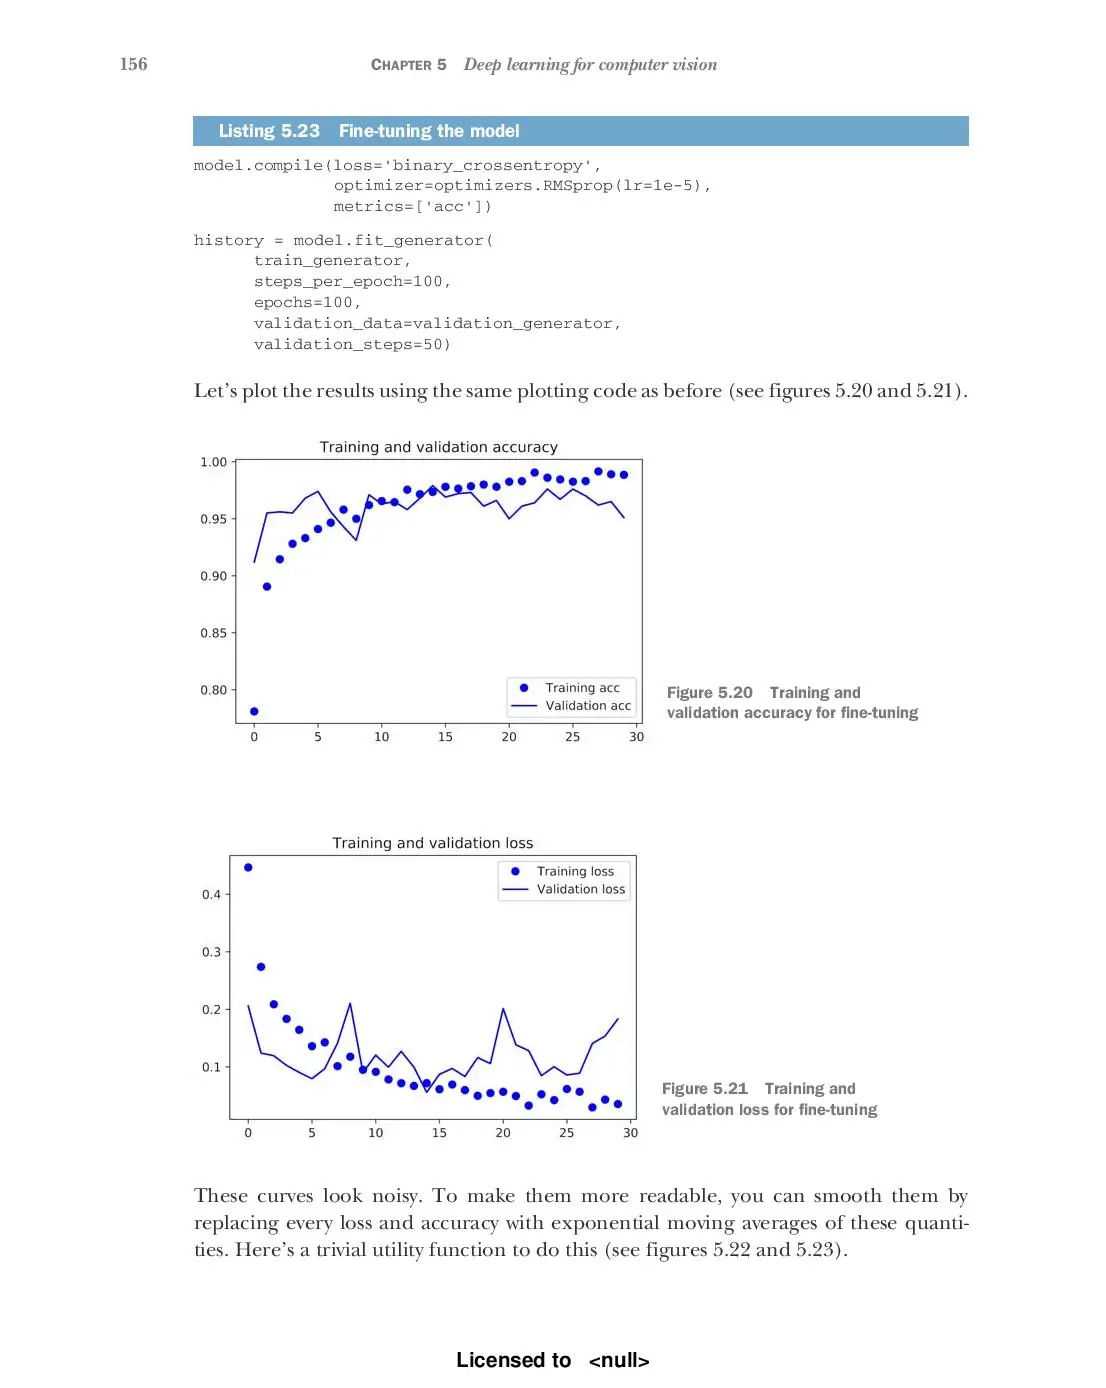 156
CHAPTER 5 Deep learning for computer vision
Listing 5.23 Fine-tuning the model
model.compile(loss='binary_crossentropy',
optimizer=optimizers.RMSprop(lr=1e-5),
metrics=['acc'])
history = model.fit_generator(
train_generator,
steps_per_epoch=100,
epochs=100,
validation_data=validation_generator,
validation_steps=50)
Let's plot the results using the same plotting code as before (see figures 5.20 and 5.21).
Training and validation accuracy
1.00
0.95
0.90
0.85
0.80
Training acc
Validation acc
0 5 10 15 20 25 30
Figure 5.20 Training and
validation accuracy for fine-tuning
Training and validation loss
0.4
0.3
0.2
0.1
Training loss
Validation loss
0 5 10 15 20 25 30
Figure 5.21 Training and
validation loss for fine-tuning
These curves look noisy. To make them more readable, you can smooth them by
replacing every loss and accuracy with exponential moving averages of these quanti-
ties. Here's a trivial utility function to do this (see figures 5.22 and 5.23).
Licensed to <null>